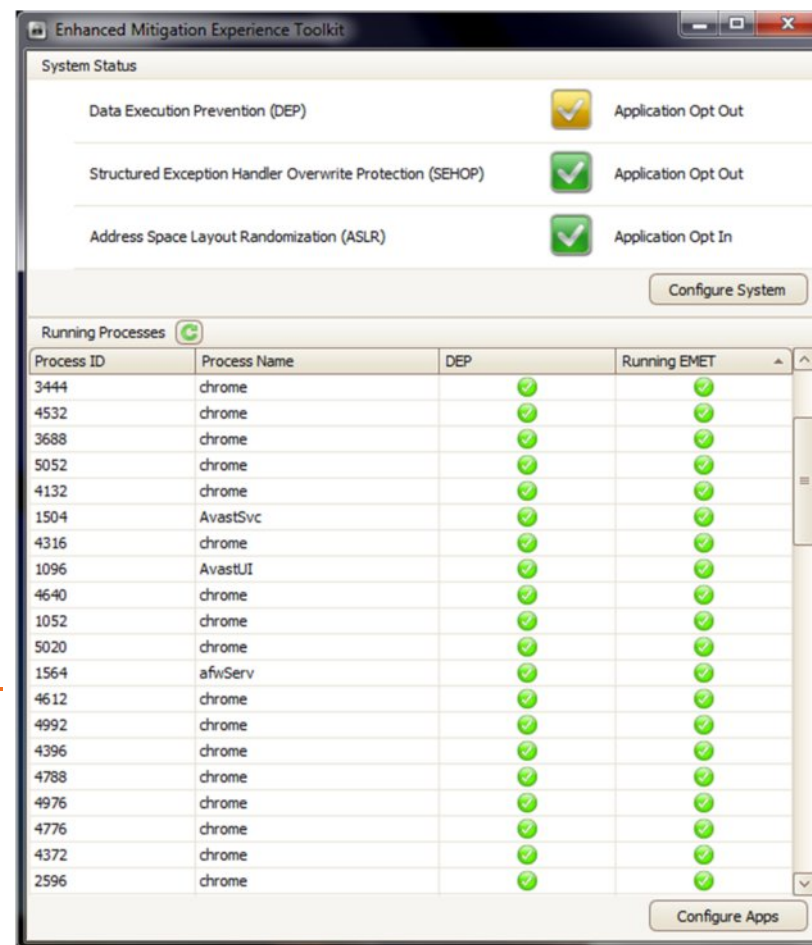 Enhanced Mitigation Experience Toolkit
System Status
Data Execution Prevention (DEP) Application Opt Out
Structured Exception Handler Overwrite Protection (SEHOP) Application Opt Out
Address Space Layout Randomization (ASLR) Application Opt In
Configure System
Running Processes
Process ID Process Name DEP Running EMET
3444 chrome
4532 chrome
3688 chrome
5052 chrome
4132 chrome
1504 AvastSvc
4316 chrome
1096 AvastUI
4640 chrome
1052 chrome
5020 chrome
1564 afwServ
4612 chrome
4992 chrome
4396 chrome
4788 chrome
4976 chrome
4776 chrome
4372 chrome
2596 chrome
Configure Apps